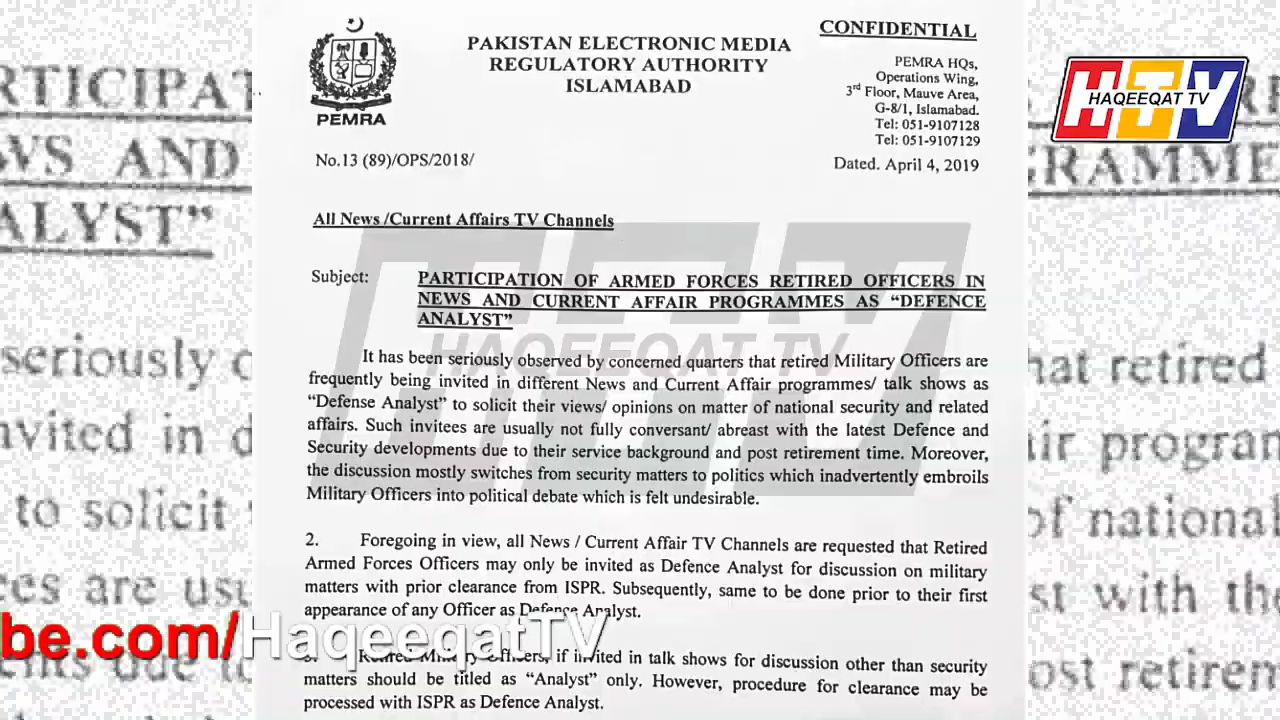 CONFIDENTIAL
PAKISTAN ELECTRONIC MEDIA
REGULATORY AUTHORITY
ISLAMABAD
PEMRA
PEMRA HQs,
Operations Wing,
3rd Floor, Mauve Area,
G-8/1, Islamabad.
Tel: 051-9107128
Tel: 051-9107129
No.13 (89)/OPS/2018/
Dated. April 4, 2019
All News /Current Affairs TV Channels
Subject:
PARTICIPATION OF ARMED FORCES RETIRED OFFICERS IN
NEWS AND CURRENT AFFAIR PROGRAMMES AS “DEFENCE
ANALYST”
It has been seriously observed by concerned quarters that retired Military Officers are
frequently being invited in different News and Current Affair programmes/ talk shows as
“Defense Analyst” to solicit their views/ opinions on matter of national security and related
affairs. Such invitees are usually not fully conversant/ abreast with the latest Defence and
Security developments due to their service background and post retirement time. Moreover,
the discussion mostly switches from security matters to politics which inadvertently embroils
Military Officers into political debate which is felt undesirable.
2. Foregoing in view, all News / Current Affair TV Channels are requested that Retired
Armed Forces Officers may only be invited as Defence Analyst for discussion on military
matters with prior clearance from ISPR. Subsequently, same to be done prior to their first
appearance of any Officer as Defense Analyst.
3. Retired Military Officers, if invited in talk shows for discussion other than security
matters should be titled as “Analyst” only. However, procedure for clearance may be
processed with ISPR as Defence Analyst.
HTV
HAQEEQAT TV
HTV
HAQEEQAT TV
be.com/HaqeeqatTV
RTICIPAT
WS AND
ALYST”
seriously
nvited in d
to solicit
ces are us
GRAMME
hat retired
ir program
of national
st with the
ost retiren